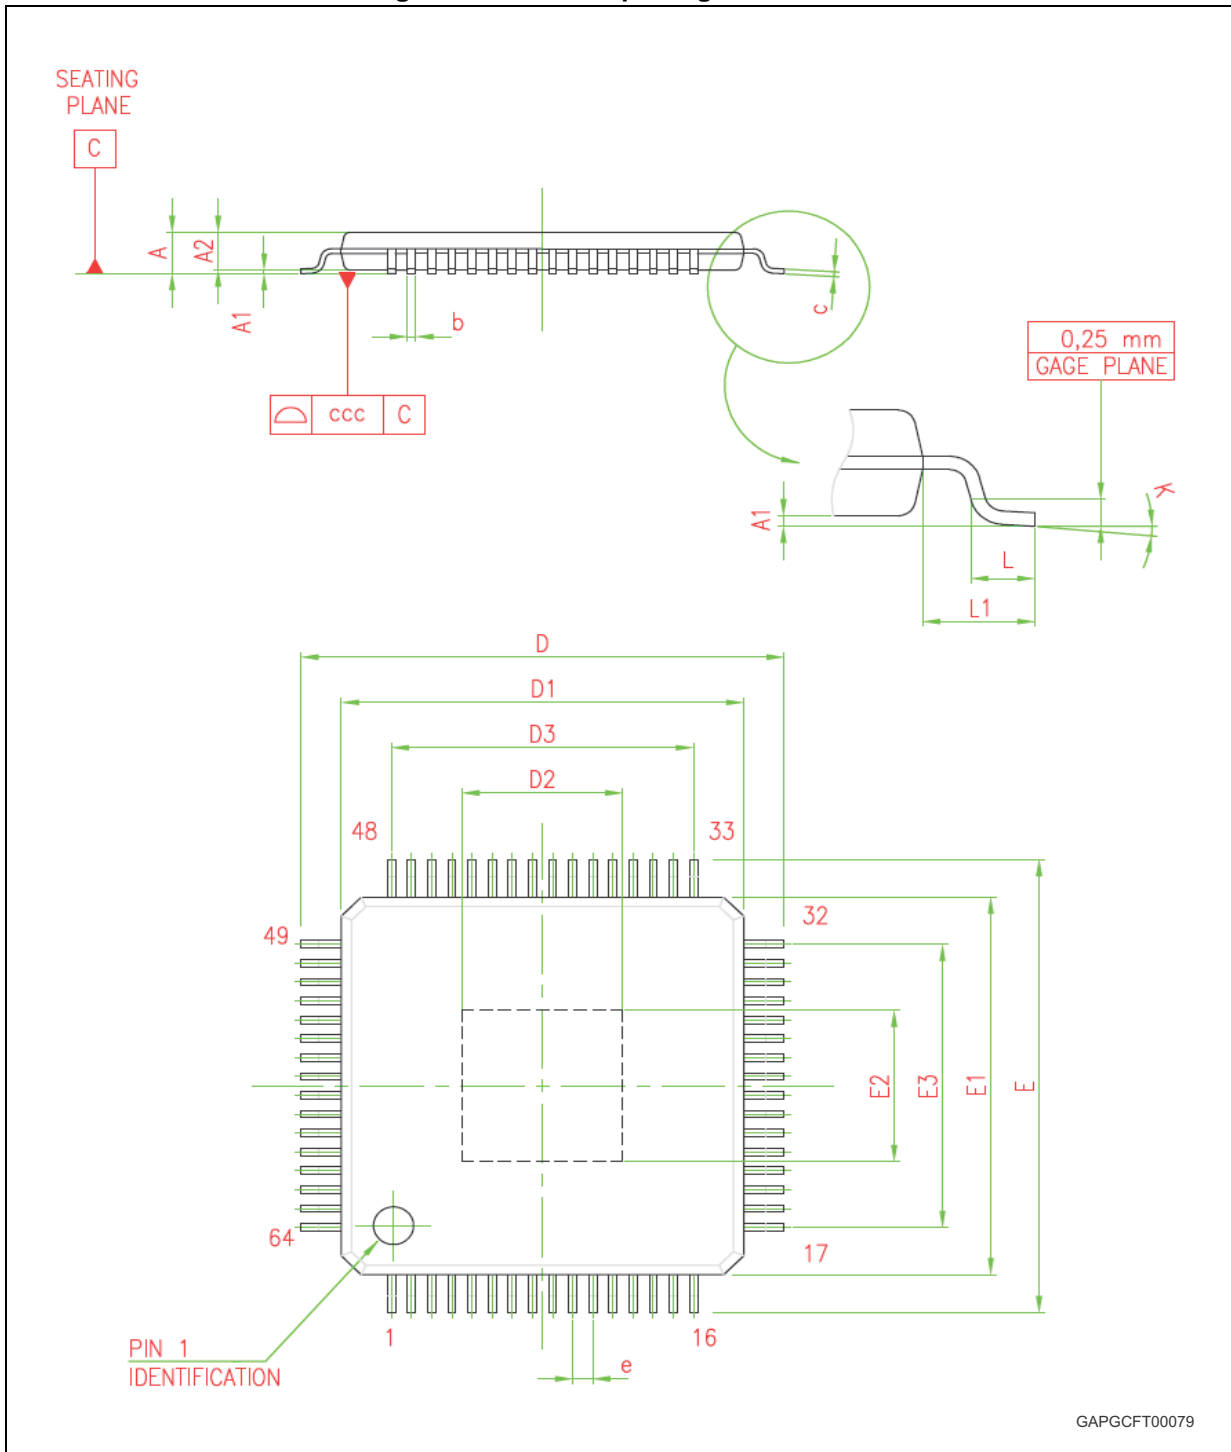 SEATING
PLANE
C
A
A2
A1
b
c
ccc
C
0,25 mm
GAGE PLANE
A1
K
L
L1
D
D1
D3
D2
48
33
49
32
E2
E3
E1
E
64
17
1
16
PIN 1
IDENTIFICATION
e
GAPGCFT00079